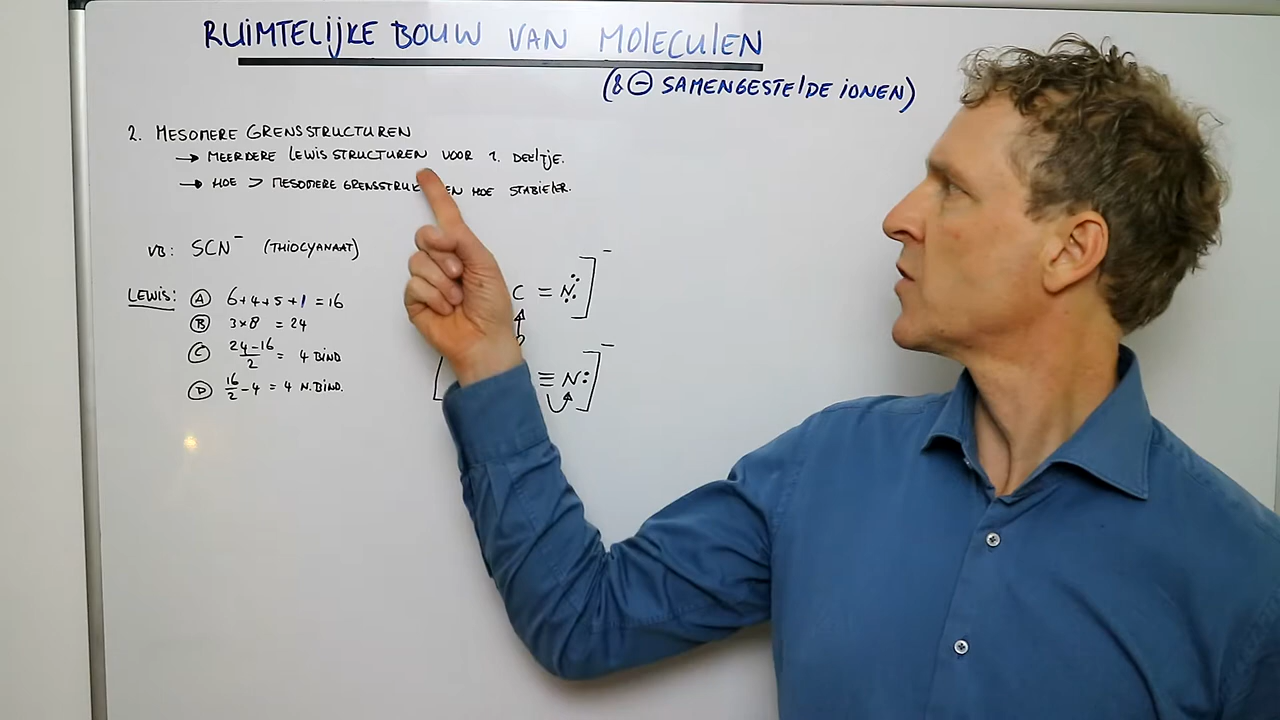 RUIMTELIJKE BOUW VAN MOLECULEN
(& ⊖ SAMENGESTELDE IONEN)
2. MESOMERE GRENSSTRUCTUREN
→ MEERDERE LEWIS STRUCTUREN VOOR 1. DEELTJE.
→ HOE > MESOMERE HOE STABIELER.
VB: SCN⁻ (THIOCYANAAT)
LEWIS: Ⓐ 6+4+5+1 = 16
Ⓑ 3×8 = 24
Ⓒ 24-16/2 = 4 BIND
Ⓓ 16/2 - 4 = 4 N.BIND.
C = N ]⁻
≡ N: ]⁻